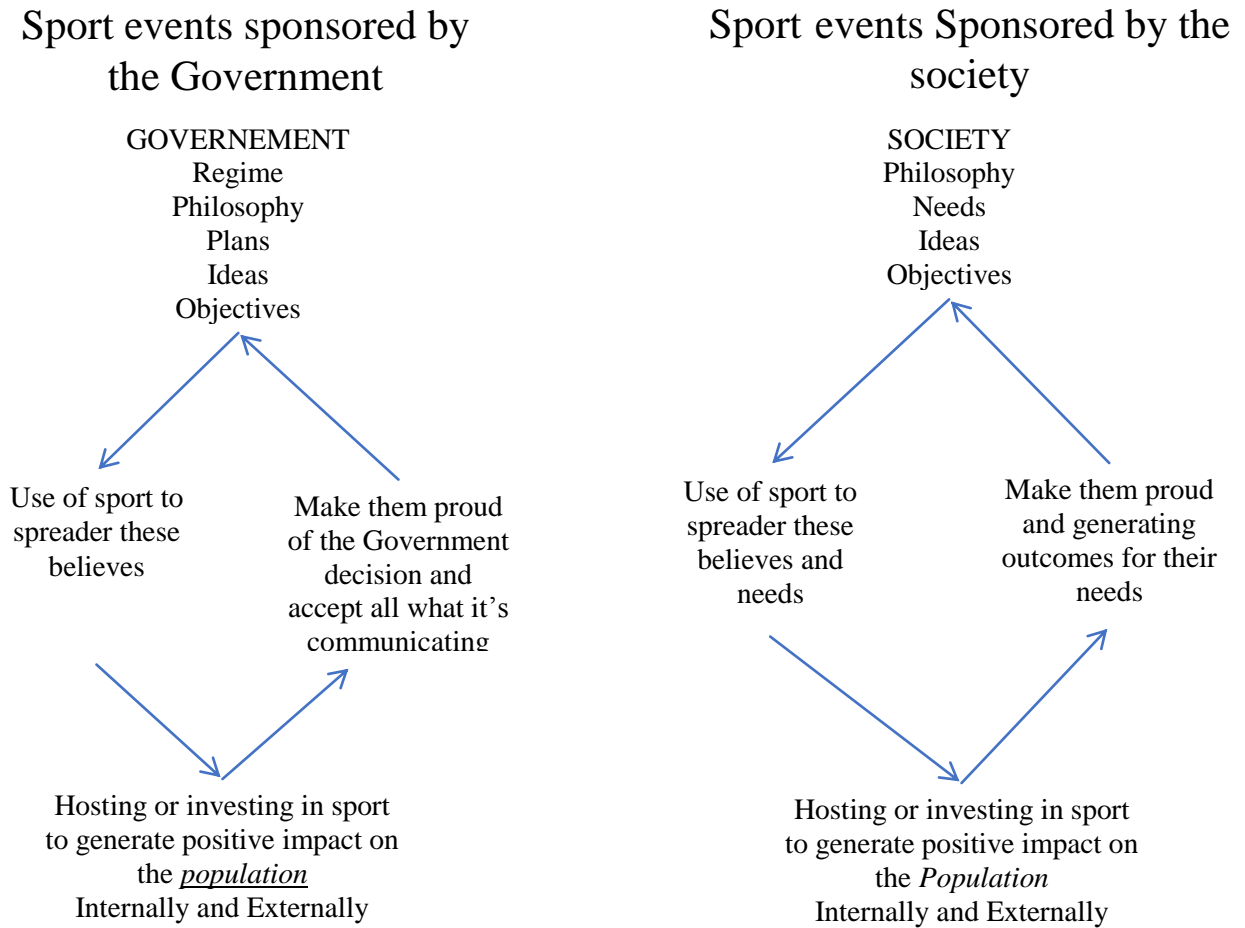 Sport events sponsored by
the Government
GOVERNEMENT
Regime
Philosophy
Plans
Ideas
Objectives
Use of sport to
spreader these
believes
Make them proud
of the Government
decision and
accept all what it’s
communicating
Hosting or investing in sport
to generate positive impact on
the population
Internally and Externally
Sport events Sponsored by the
society
SOCIETY
Philosophy
Needs
Ideas
Objectives
Use of sport to
spreader these
believes and
needs
Make them proud
and generating
outcomes for their
needs
Hosting or investing in sport
to generate positive impact on
the Population
Internally and Externally